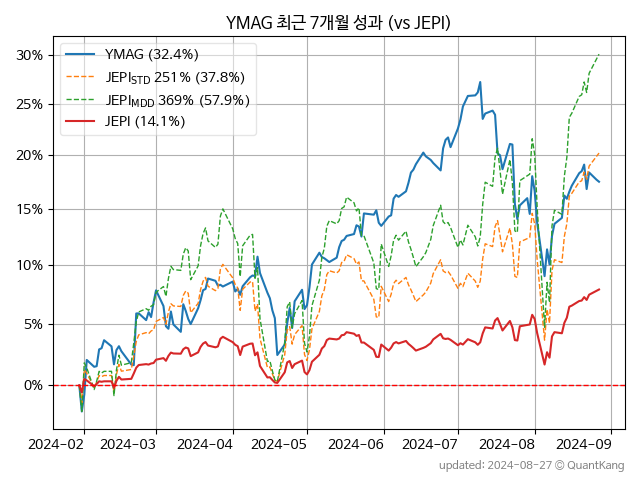 YMAG 최근 7개월 성과 (vs JEPI)
YMAG (32.4%)
JEPISTD 251% (37.8%)
JEPIMDD 369% (57.9%)
JEPI (14.1%)
30%
25%
20%
15%
10%
5%
0%
2024-02 2024-03 2024-04 2024-05 2024-06 2024-07 2024-08 2024-09
updated: 2024-08-27 © QuantKang